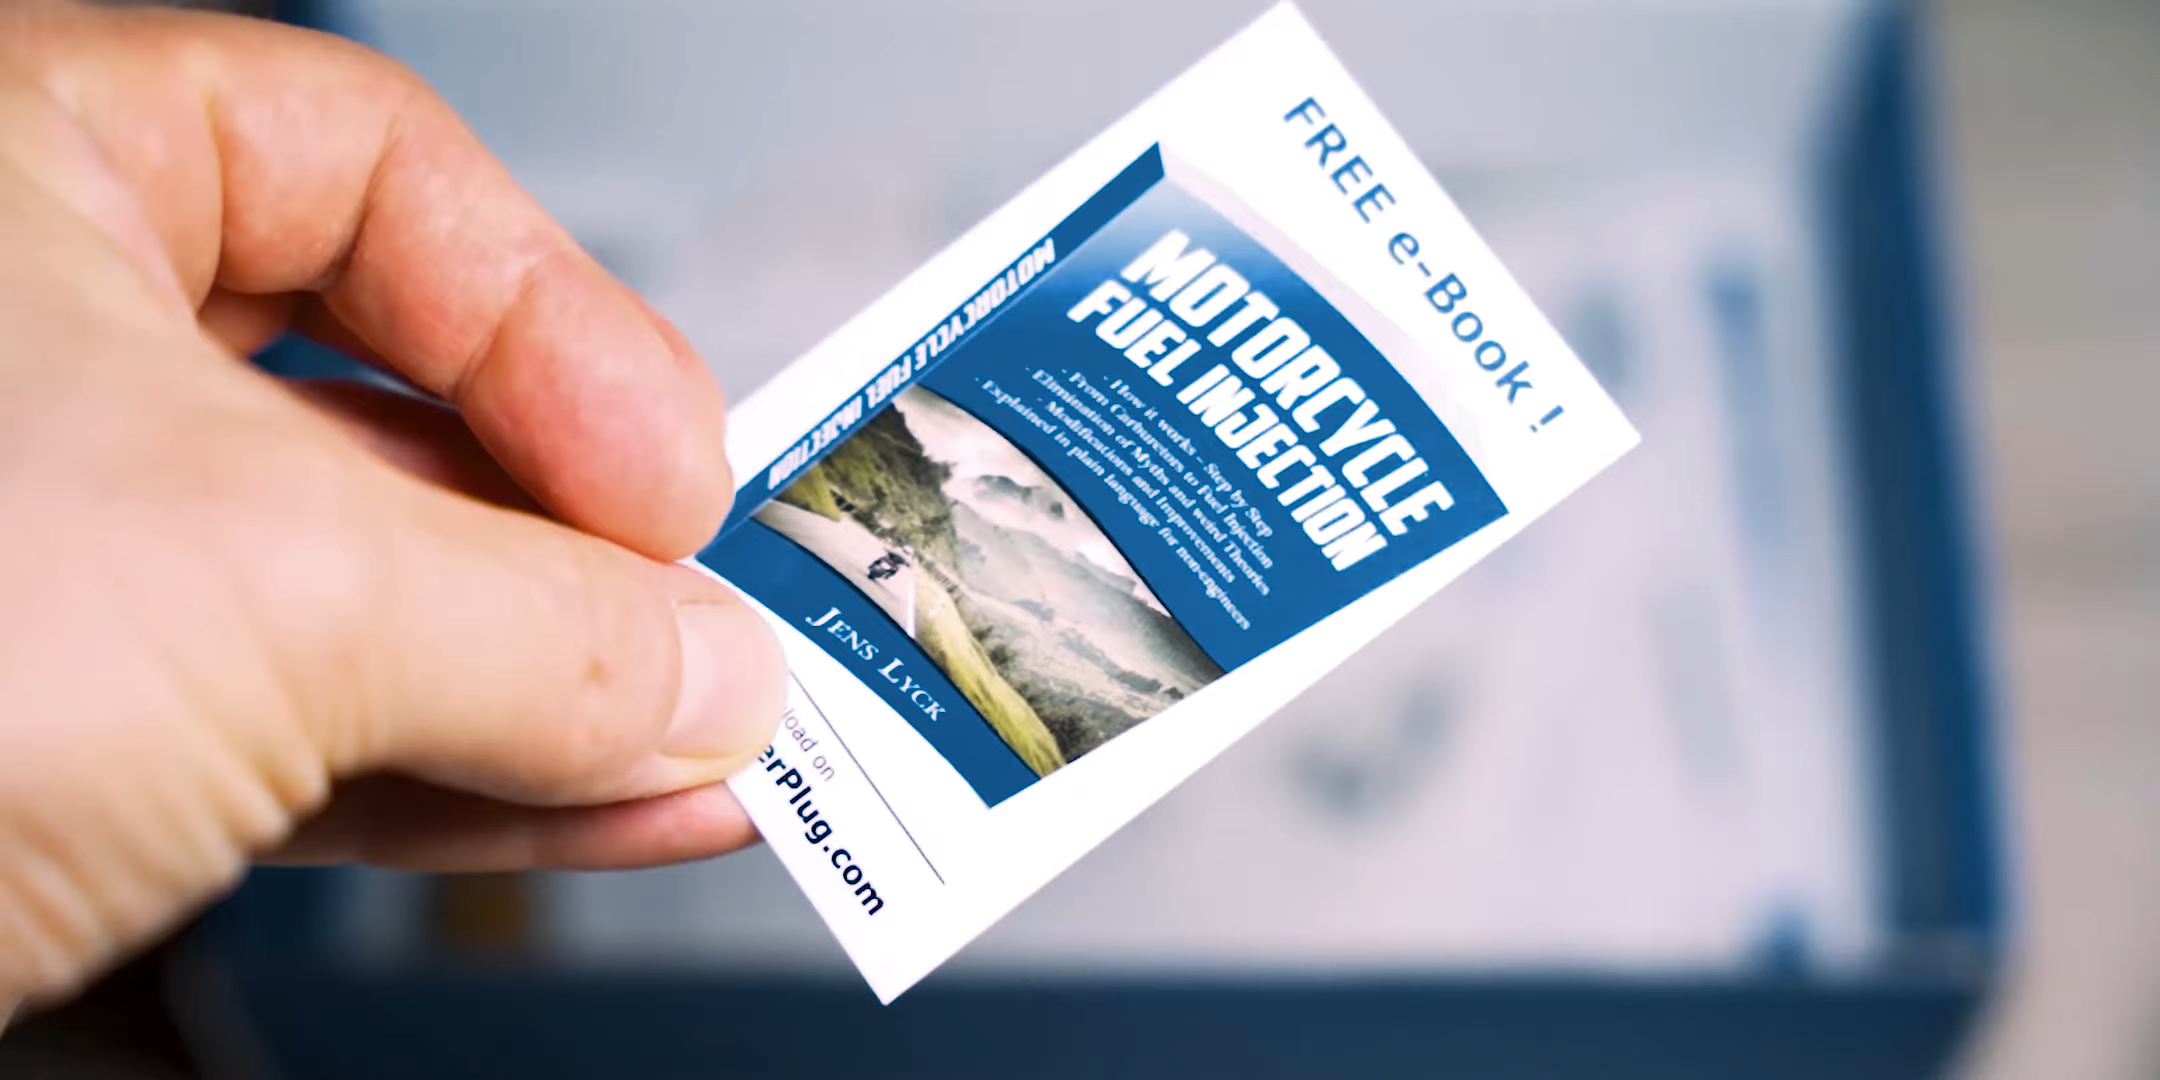 FREE e-Book !
MOTORCYCLE FUEL INJECTION
MOTORCYCLE
FUEL INJECTION
- How it works - Step by Step
- From Carburetors to Fuel Injection
- Elimination of Myths and weird Theories
- Modifications and Improvements
- Explained in plain language for non-engineers
JENS LYCK
load on
erPlug.com